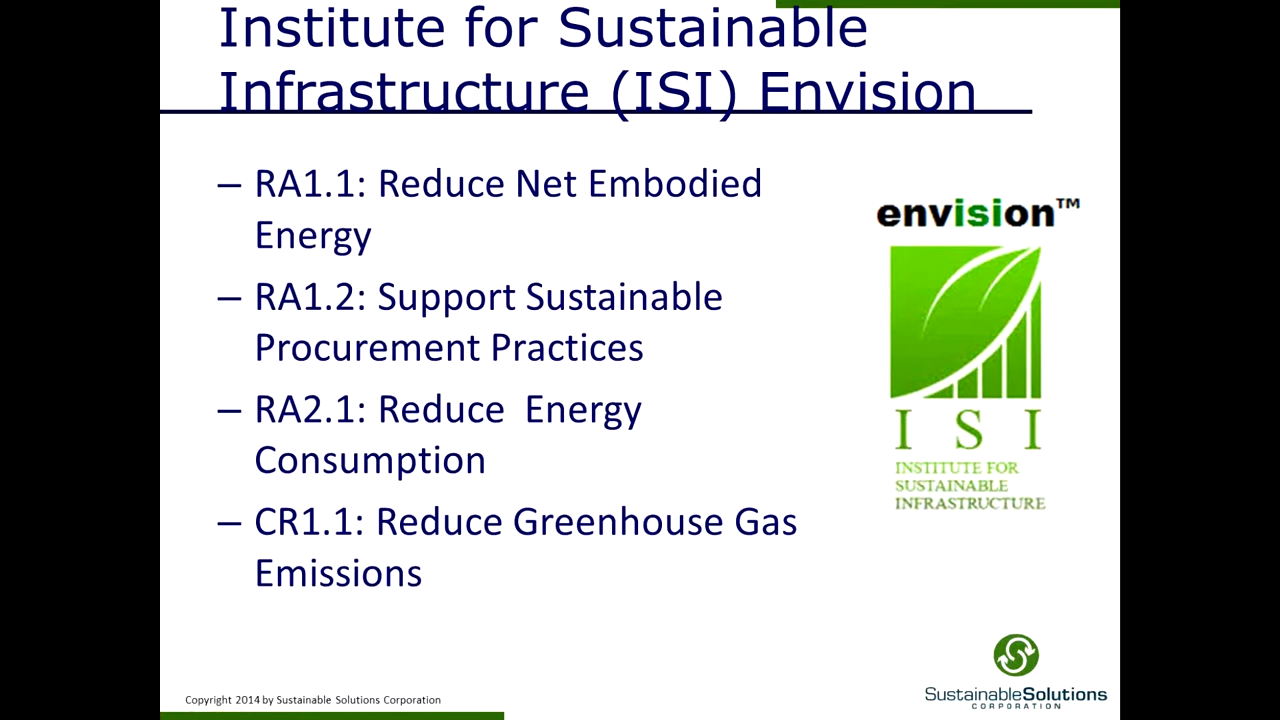 Institute for Sustainable
Infrastructure (ISI) Envision
– RA1.1: Reduce Net Embodied
Energy
– RA1.2: Support Sustainable
Procurement Practices
– RA2.1: Reduce  Energy
Consumption
– CR1.1: Reduce Greenhouse Gas
Emissions
envision™
I S I
INSTITUTE FOR
SUSTAINABLE
INFRASTRUCTURE
Copyright 2014 by Sustainable Solutions Corporation
SustainableSolutions
CORPORATION